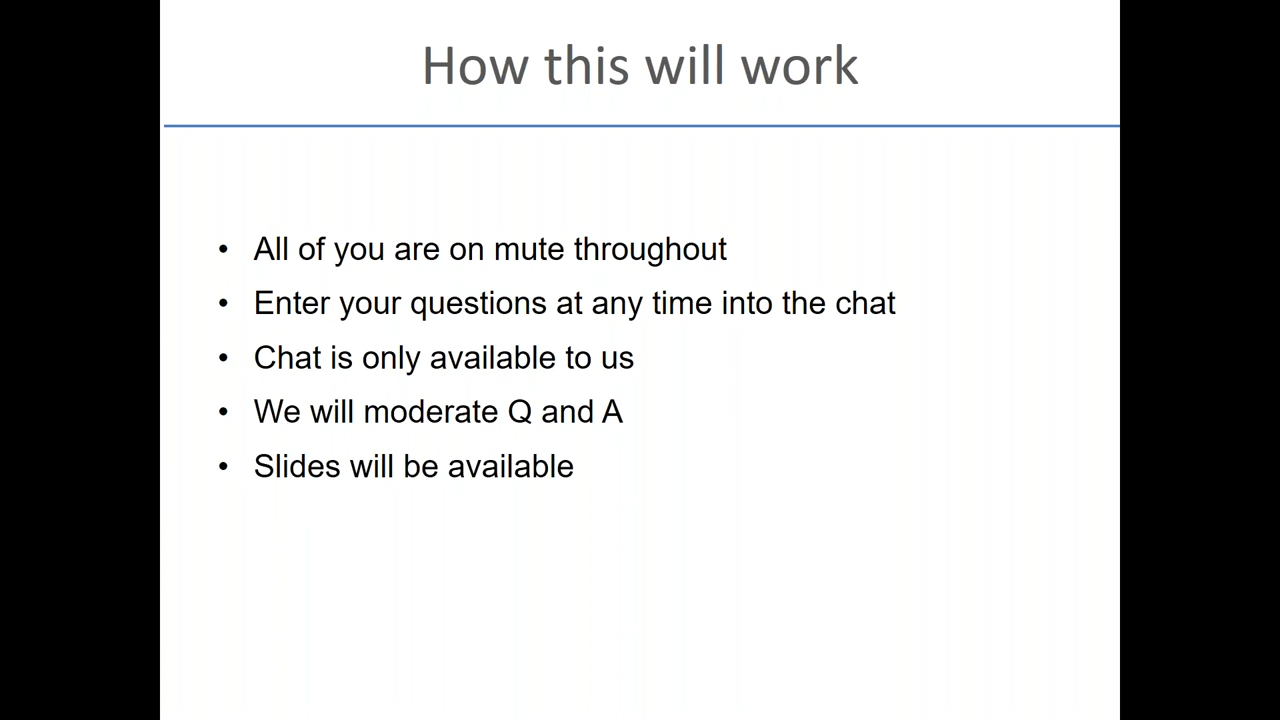 How this will work
• All of you are on mute throughout
• Enter your questions at any time into the chat
• Chat is only available to us
• We will moderate Q and A
• Slides will be available